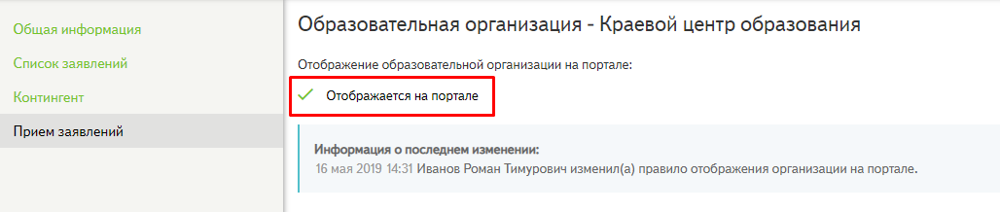 Общая информация
Список заявлений
Контингент
Прием заявлений
Образовательная организация - Краевой центр образования
Отображение образовательной организации на портале:
Отображается на портале
Информация о последнем изменении:
16 мая 2019 14:31 Иванов Роман Тимурович изменил(а) правило отображения организации на портале.